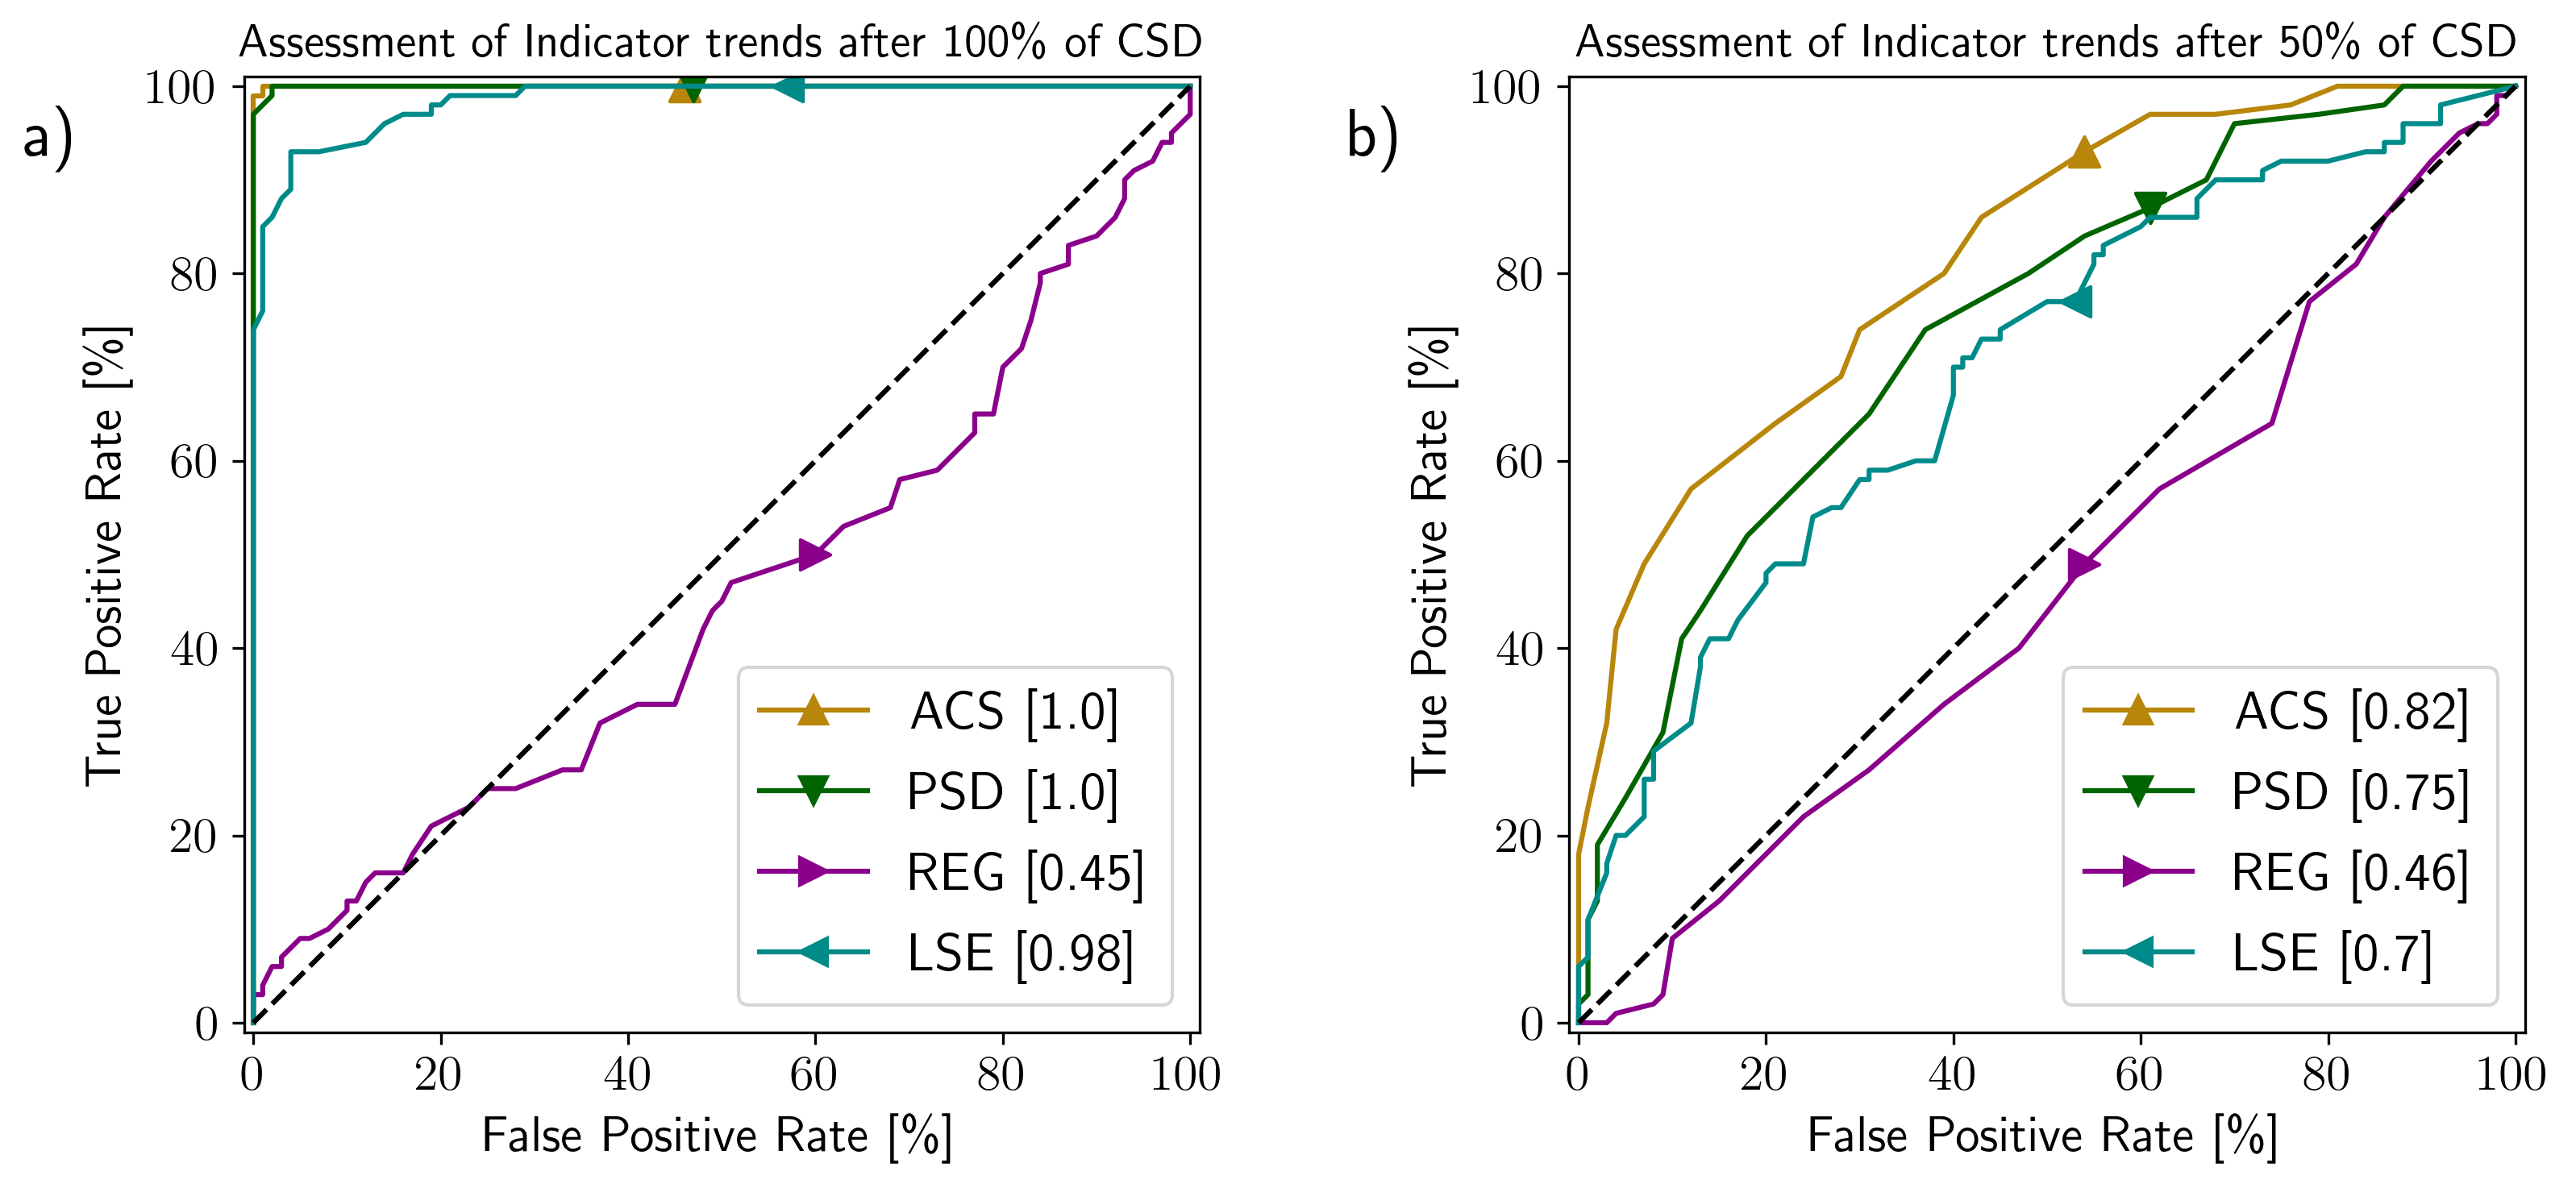 Assessment of Indicator trends after 100% of CSD
a)
100
80
60
40
20
0
True Positive Rate [%]
ACS [1.0]
PSD [1.0]
REG [0.45]
LSE [0.98]
0 20 40 60 80 100
False Positive Rate [%]
Assessment of Indicator trends after 50% of CSD
b)
100
80
60
40
20
0
True Positive Rate [%]
ACS [0.82]
PSD [0.75]
REG [0.46]
LSE [0.7]
0 20 40 60 80 100
False Positive Rate [%]